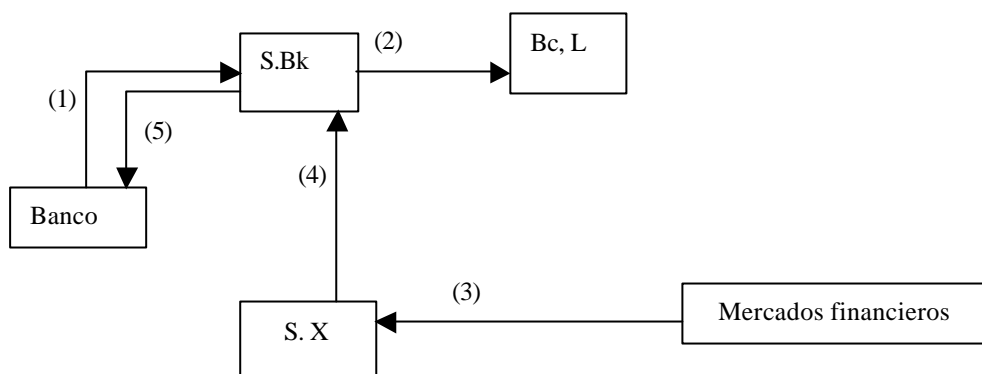 Bc, L
(2)
S.Bk
(1)
(5)
(4)
Banco
(3)
Mercados financieros
S. X